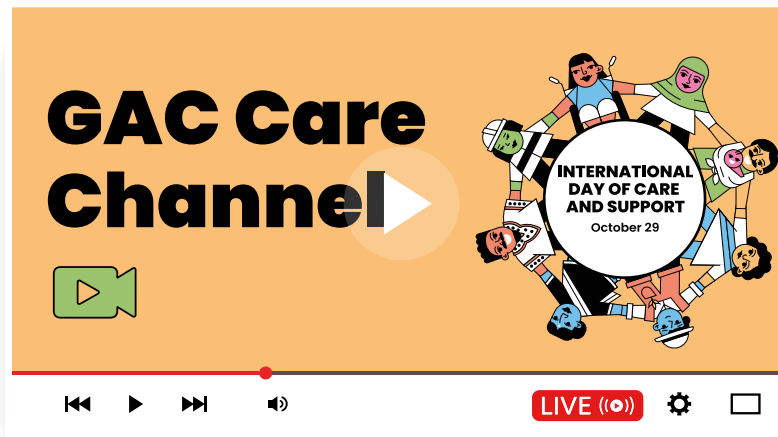 GAC Care
Channel
INTERNATIONAL
DAY OF CARE
AND SUPPORT
October 29
LIVE